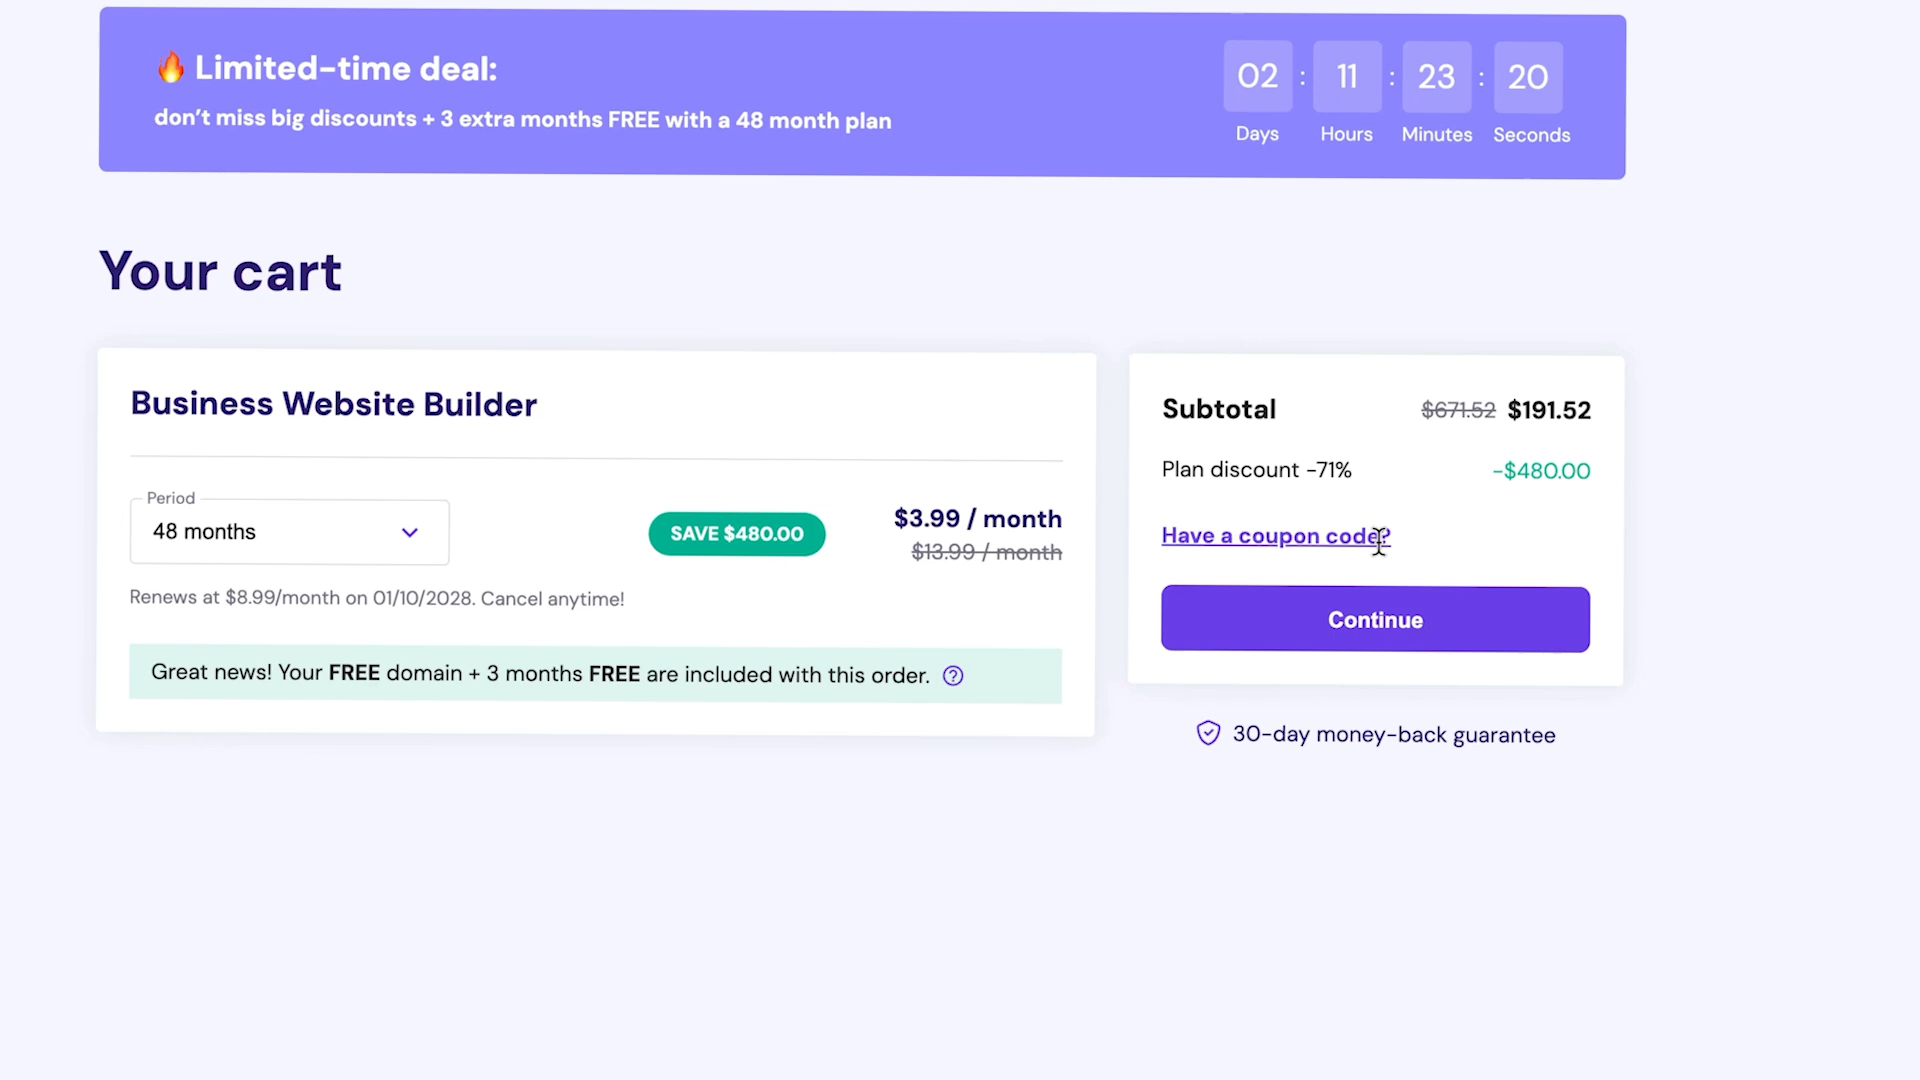 🔥 Limited-time deal:
don't miss big discounts + 3 extra months FREE with a 48 month plan
02 : 11 : 23 : 20
Days Hours Minutes Seconds
Your cart
Business Website Builder
Period
48 months
SAVE $480.00
$3.99 / month
$13.99 / month
Renews at $8.99/month on 01/10/2028. Cancel anytime!
Great news! Your FREE domain + 3 months FREE are included with this order.
Subtotal $671.52 $191.52
Plan discount -71% -$480.00
Have a coupon code?
Continue
30-day money-back guarantee